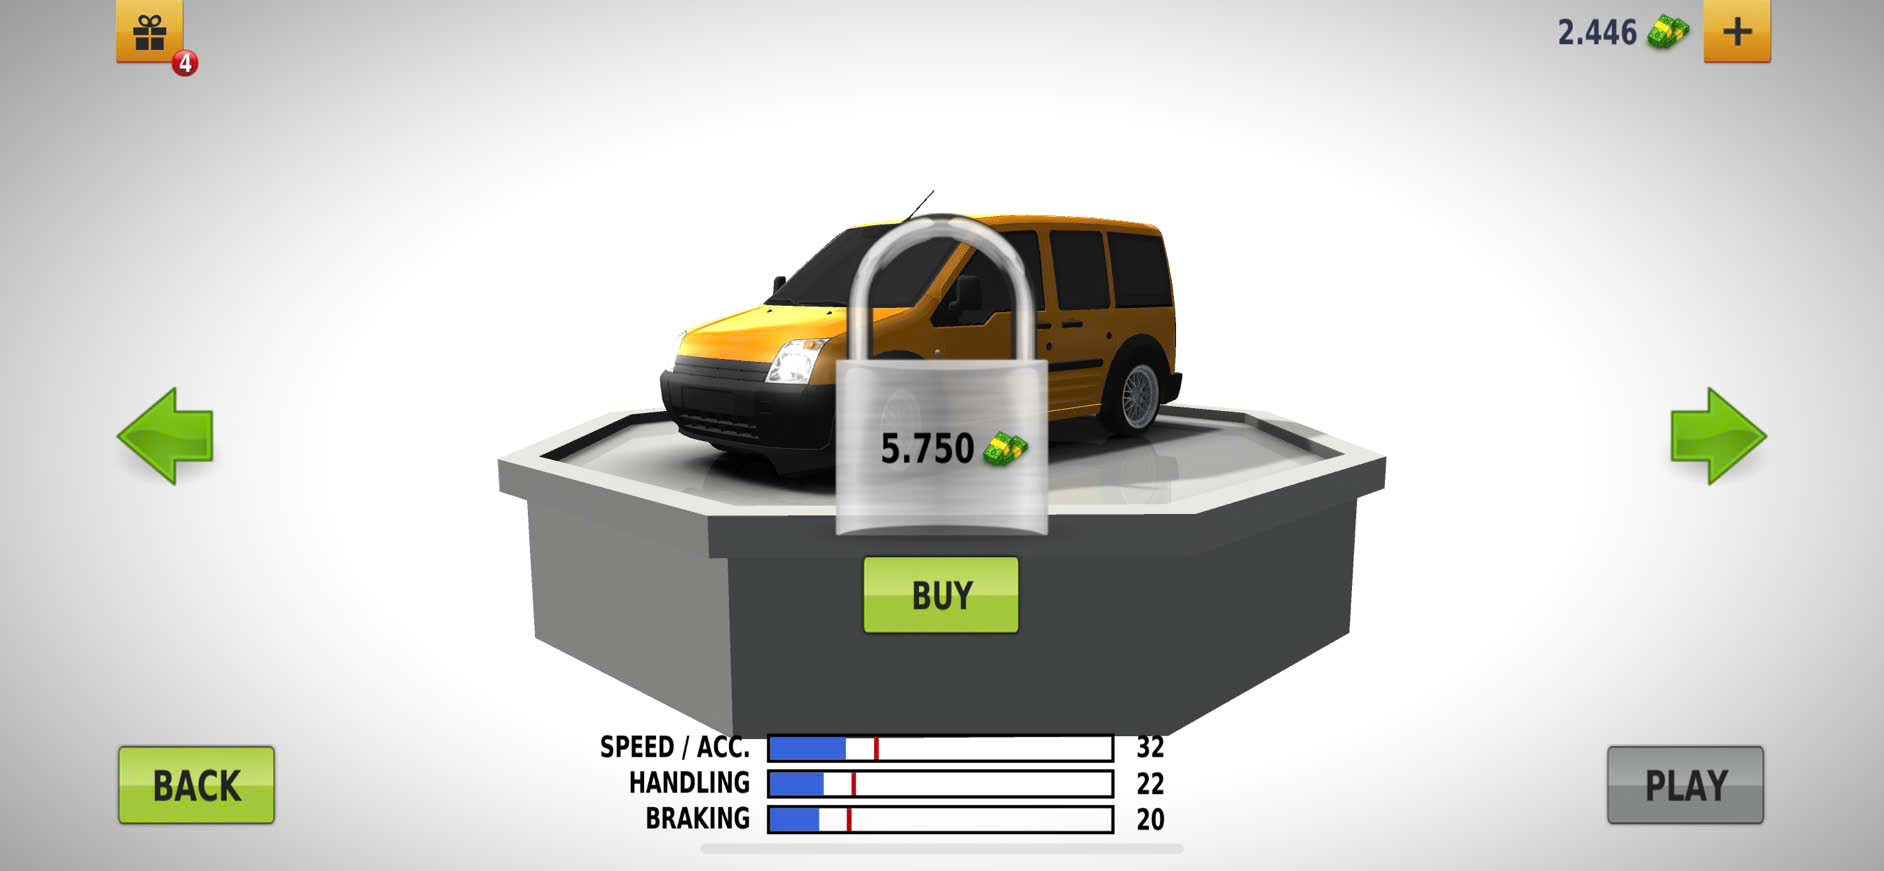 4
2.446
+
5.750
BUY
SPEED / ACC. 32
HANDLING 22
BRAKING 20
BACK
PLAY